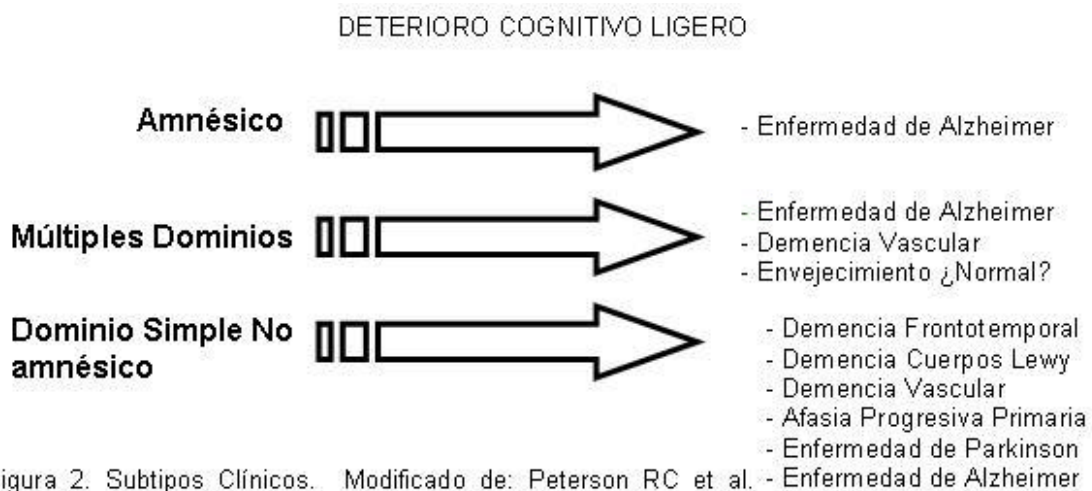 DETERIORO COGNITIVO LIGERO
Amnésico
- Enfermedad de Alzheimer
Múltiples Dominios
- Enfermedad de Alzheimer
- Demencia Vascular
- Envejecimiento ¿Normal?
Dominio Simple No
amnésico
- Demencia Frontotemporal
- Demencia Cuerpos Lewy
- Demencia Vascular
- Afasia Progresiva Primaria
- Enfermedad de Parkinson
- Enfermedad de Alzheimer
igura 2. Subtipos Clínicos. Modificado de: Peterson RC et al.